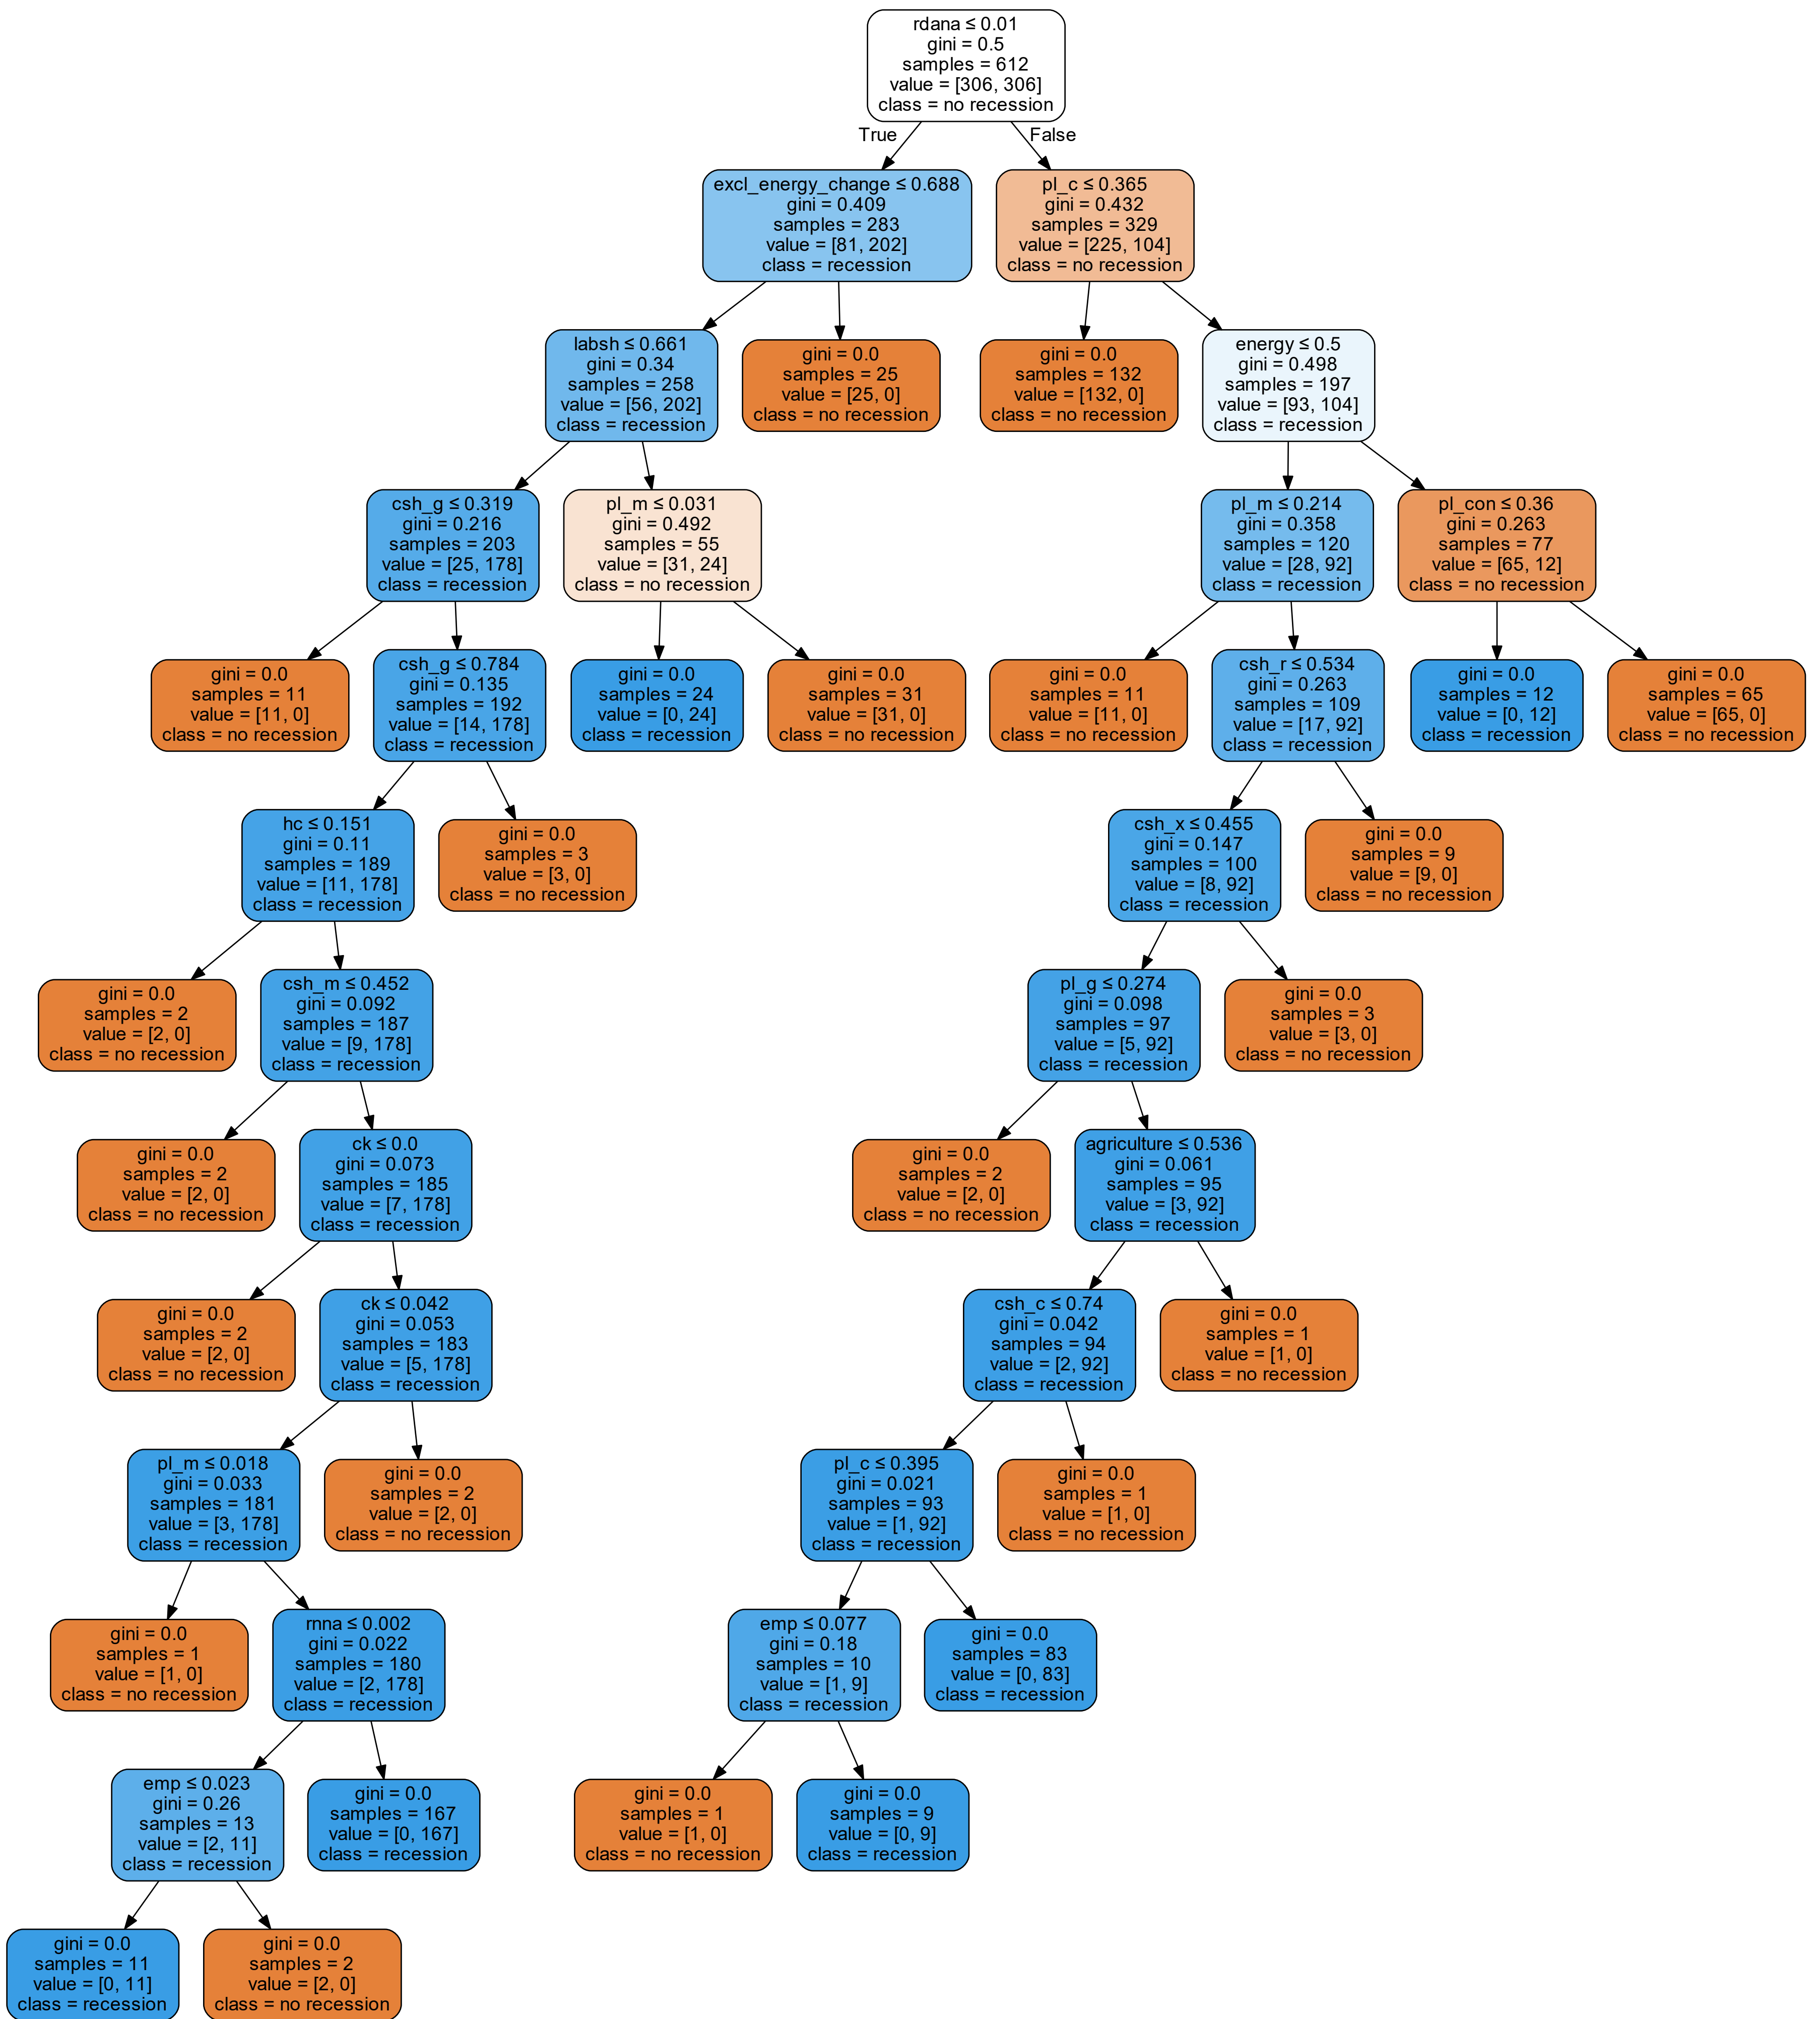 rdana ≤ 0.01
gini = 0.5
samples = 612
value = [306, 306]
class = no recession
True
False
excl_energy_change ≤ 0.688
gini = 0.409
samples = 283
value = [81, 202]
class = recession
pl_c ≤ 0.365
gini = 0.432
samples = 329
value = [225, 104]
class = no recession
labsh ≤ 0.661
gini = 0.34
samples = 258
value = [56, 202]
class = recession
gini = 0.0
samples = 25
value = [25, 0]
class = no recession
gini = 0.0
samples = 132
value = [132, 0]
class = no recession
energy ≤ 0.5
gini = 0.498
samples = 197
value = [93, 104]
class = recession
csh_g ≤ 0.319
gini = 0.216
samples = 203
value = [25, 178]
class = recession
pl_m ≤ 0.031
gini = 0.492
samples = 55
value = [31, 24]
class = no recession
pl_m ≤ 0.214
gini = 0.358
samples = 120
value = [28, 92]
class = recession
pl_con ≤ 0.36
gini = 0.263
samples = 77
value = [65, 12]
class = no recession
gini = 0.0
samples = 11
value = [11, 0]
class = no recession
csh_g ≤ 0.784
gini = 0.135
samples = 192
value = [14, 178]
class = recession
gini = 0.0
samples = 24
value = [0, 24]
class = recession
gini = 0.0
samples = 31
value = [31, 0]
class = no recession
gini = 0.0
samples = 11
value = [11, 0]
class = no recession
csh_r ≤ 0.534
gini = 0.263
samples = 109
value = [17, 92]
class = recession
gini = 0.0
samples = 12
value = [0, 12]
class = recession
gini = 0.0
samples = 65
value = [65, 0]
class = no recession
hc ≤ 0.151
gini = 0.11
samples = 189
value = [11, 178]
class = recession
gini = 0.0
samples = 3
value = [3, 0]
class = no recession
csh_x ≤ 0.455
gini = 0.147
samples = 100
value = [8, 92]
class = recession
gini = 0.0
samples = 9
value = [9, 0]
class = no recession
gini = 0.0
samples = 2
value = [2, 0]
class = no recession
csh_m ≤ 0.452
gini = 0.092
samples = 187
value = [9, 178]
class = recession
pl_g ≤ 0.274
gini = 0.098
samples = 97
value = [5, 92]
class = recession
gini = 0.0
samples = 3
value = [3, 0]
class = no recession
gini = 0.0
samples = 2
value = [2, 0]
class = no recession
ck ≤ 0.0
gini = 0.073
samples = 185
value = [7, 178]
class = recession
gini = 0.0
samples = 2
value = [2, 0]
class = no recession
agriculture ≤ 0.536
gini = 0.061
samples = 95
value = [3, 92]
class = recession
gini = 0.0
samples = 2
value = [2, 0]
class = no recession
ck ≤ 0.042
gini = 0.053
samples = 183
value = [5, 178]
class = recession
csh_c ≤ 0.74
gini = 0.042
samples = 94
value = [2, 92]
class = recession
gini = 0.0
samples = 1
value = [1, 0]
class = no recession
pl_m ≤ 0.018
gini = 0.033
samples = 181
value = [3, 178]
class = recession
gini = 0.0
samples = 2
value = [2, 0]
class = no recession
pl_c ≤ 0.395
gini = 0.021
samples = 93
value = [1, 92]
class = recession
gini = 0.0
samples = 1
value = [1, 0]
class = no recession
gini = 0.0
samples = 1
value = [1, 0]
class = no recession
rnna ≤ 0.002
gini = 0.022
samples = 180
value = [2, 178]
class = recession
emp ≤ 0.077
gini = 0.18
samples = 10
value = [1, 9]
class = recession
gini = 0.0
samples = 83
value = [0, 83]
class = recession
emp ≤ 0.023
gini = 0.26
samples = 13
value = [2, 11]
class = recession
gini = 0.0
samples = 167
value = [0, 167]
class = recession
gini = 0.0
samples = 1
value = [1, 0]
class = no recession
gini = 0.0
samples = 9
value = [0, 9]
class = recession
gini = 0.0
samples = 11
value = [0, 11]
class = recession
gini = 0.0
samples = 2
value = [2, 0]
class = no recession